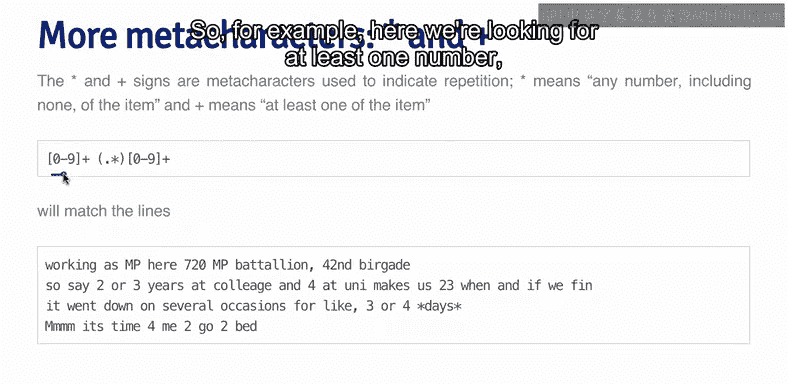 So, for example, here we're looking for
at least one number,
More metacharacters: * and +
The * and + signs are metacharacters used to indicate repetition; * means “any number, including
none, of the item” and + means “at least one of the item”
[0-9]+ (.*)[0-9]+
will match the lines
working as MP here 720 MP battallion, 42nd birgade
so say 2 or 3 years at colleage and 4 at uni makes us 23 when and if we fin
it went down on several occasions for like, 3 or 4 *days*
Mmmm its time 4 me 2 go 2 bed